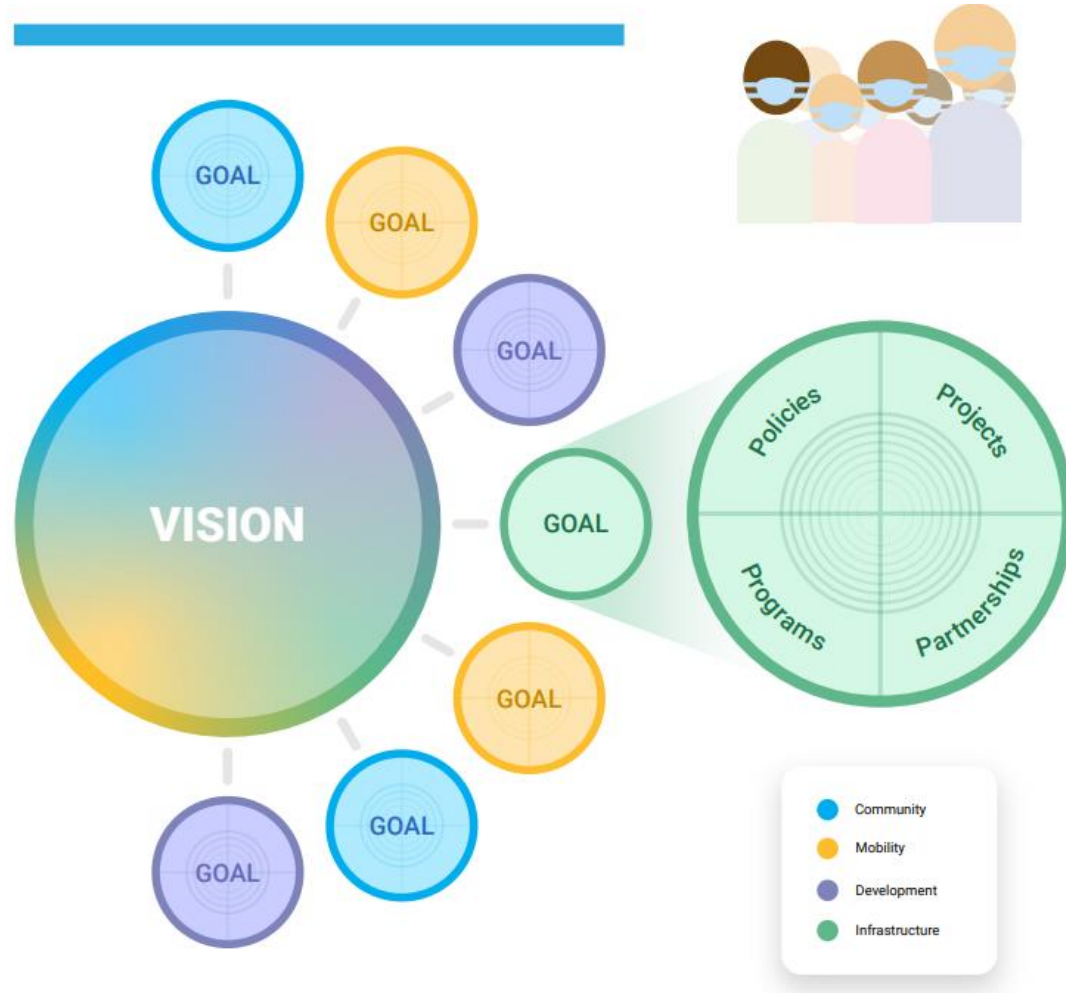 GOAL
GOAL
GOAL
VISION
GOAL
GOAL
GOAL
GOAL
Policies
Projects
Programs
Partnerships
Community
Mobility
Development
Infrastructure